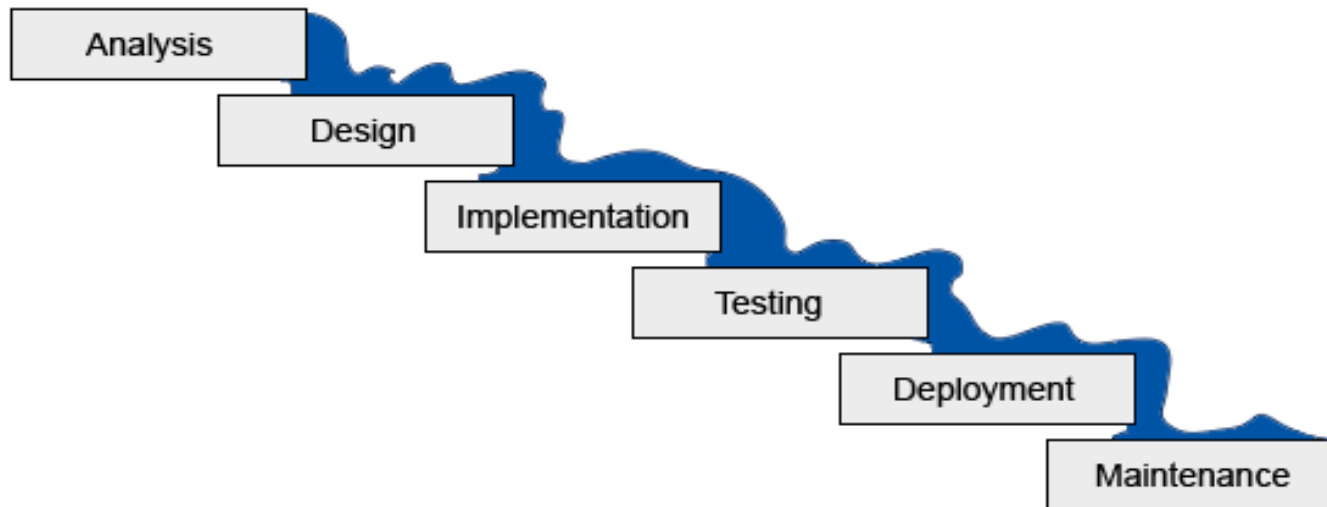 Analysis
Design
Implementation
Testing
Deployment
Maintenance